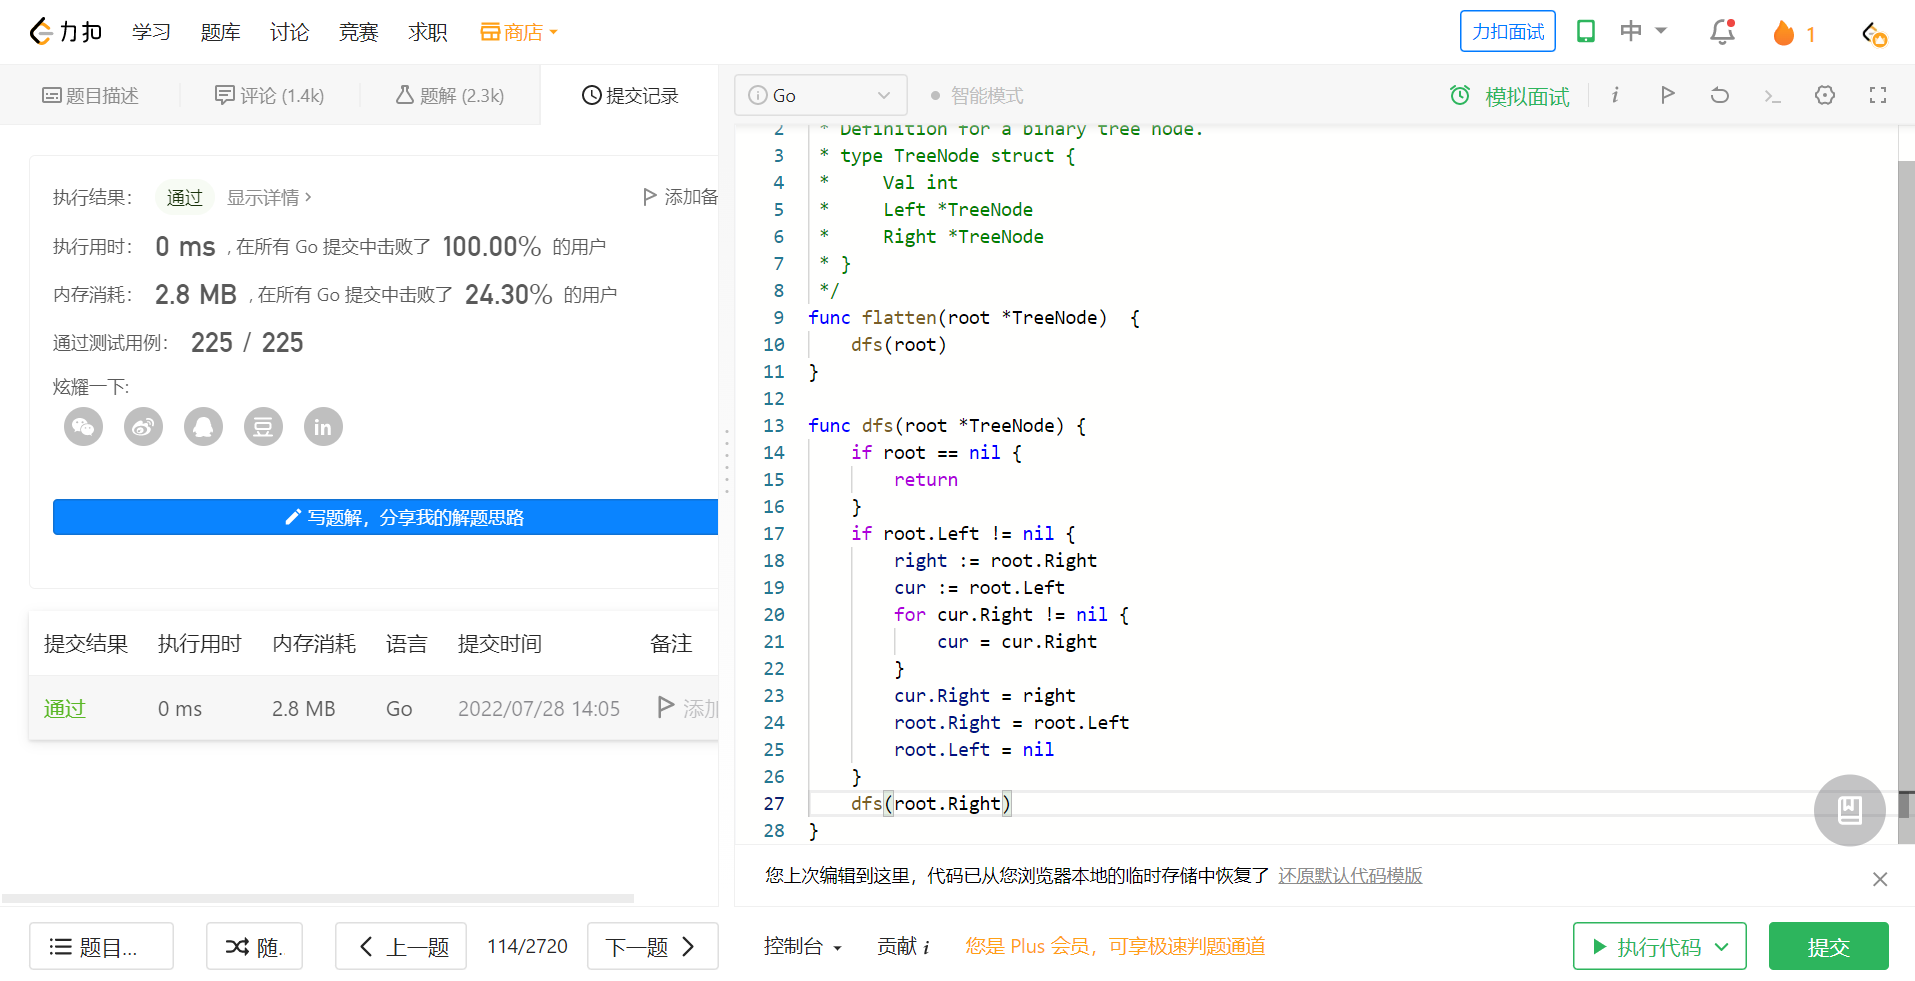 力扣 学习 题库 讨论 竞赛 求职 商店 力扣面试 中 1
题目描述 评论 (1.4k) 题解 (2.3k) 提交记录
执行结果： 通过 显示详情 › 添加备
执行用时： 0 ms , 在所有 Go 提交中击败了 100.00% 的用户
内存消耗： 2.8 MB , 在所有 Go 提交中击败了 24.30% 的用户
通过测试用例： 225 / 225
炫耀一下:
豆 in
写题解，分享我的解题思路
提交结果 执行用时 内存消耗 语言 提交时间 备注
通过 0 ms 2.8 MB Go 2022/07/28 14:05 添加
题目... 随. 上一题 114/2720 下一题
Go 智能模式 模拟面试 i
2 * Definition for a binary tree node.
3 * type TreeNode struct {
4 *     Val int
5 *     Left *TreeNode
6 *     Right *TreeNode
7 * }
8 */
9 func flatten(root *TreeNode)  {
10     dfs(root)
11 }
12
13 func dfs(root *TreeNode) {
14     if root == nil {
15         return
16     }
17     if root.Left != nil {
18         right := root.Right
19         cur := root.Left
20         for cur.Right != nil {
21             cur = cur.Right
22         }
23         cur.Right = right
24         root.Right = root.Left
25         root.Left = nil
26     }
27     dfs(root.Right)
28 }
您上次编辑到这里，代码已从您浏览器本地的临时存储中恢复了 还原默认代码模版
控制台 贡献 i 您是 Plus 会员，可享极速判题通道 执行代码 提交